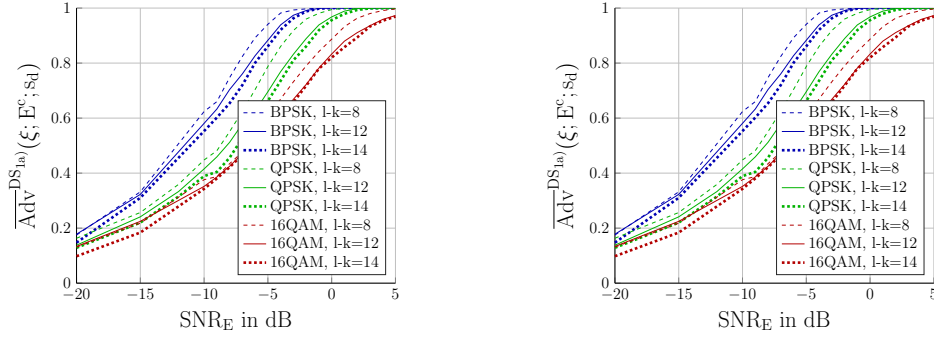 1
0.8
0.6
0.4
0.2
0
-20
-15
-10
-5
0
5
SNR_E in dB
Adv^DS_1a)(ξ; E^c; s_d)
BPSK, l-k=8
BPSK, l-k=12
BPSK, l-k=14
QPSK, l-k=8
QPSK, l-k=12
QPSK, l-k=14
16QAM, l-k=8
16QAM, l-k=12
16QAM, l-k=14
1
0.8
0.6
0.4
0.2
0
-20
-15
-10
-5
0
5
SNR_E in dB
Adv^DS_1a)(ξ; E^c; s_d)
BPSK, l-k=8
BPSK, l-k=12
BPSK, l-k=14
QPSK, l-k=8
QPSK, l-k=12
QPSK, l-k=14
16QAM, l-k=8
16QAM, l-k=12
16QAM, l-k=14